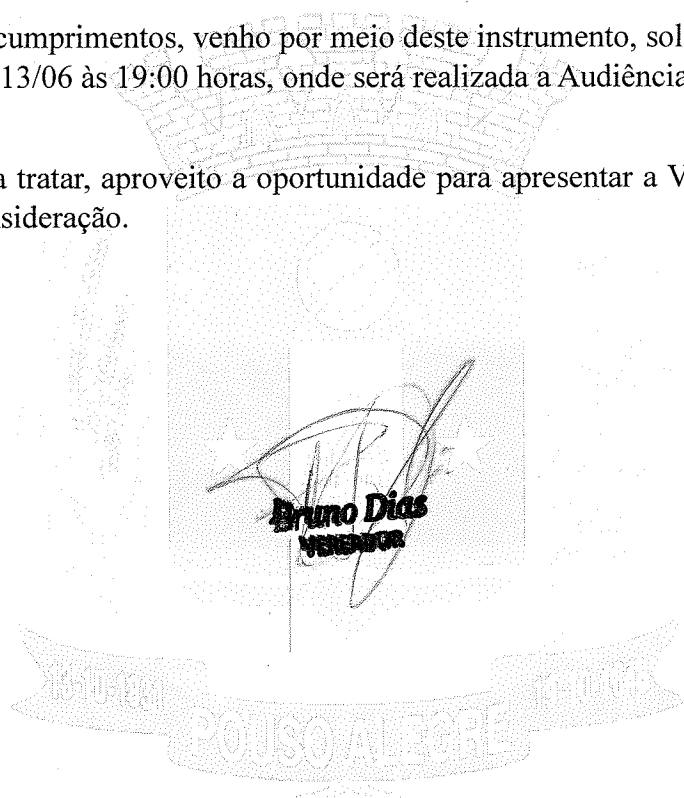 cumprimentos, venho por meio deste instrumento, sol
13/06 às 19:00 horas, onde será realizada a Audiência
a tratar, aproveito a oportunidade para apresentar a V
nsideração.
Bruno Dias
VEREADOR
POUSO ALEGRE